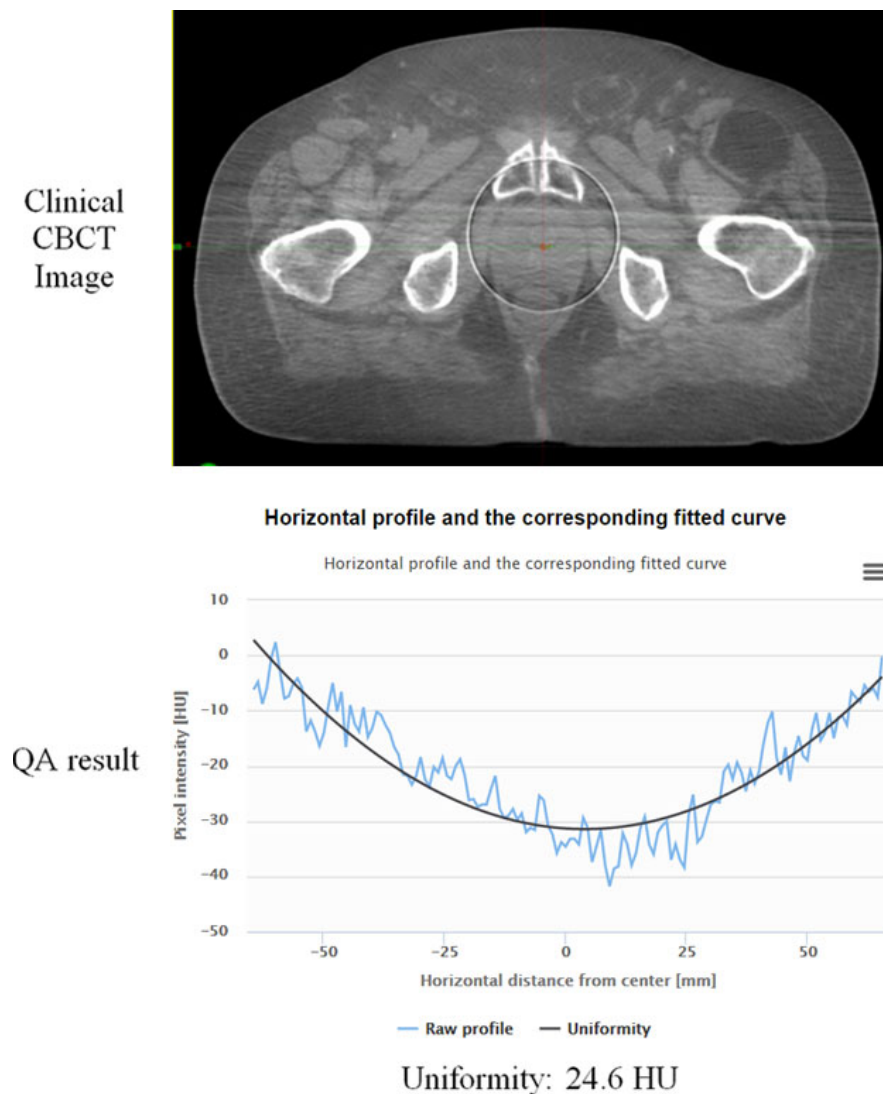 Clinical
CBCT
Image
Horizontal profile and the corresponding fitted curve
Horizontal profile and the corresponding fitted curve
10
0
−10
−20
−30
−40
−50
Pixel intensity [HU]
QA result
−50
−25
0
25
50
Horizontal distance from center [mm]
Raw profile
Uniformity
Uniformity: 24.6 HU